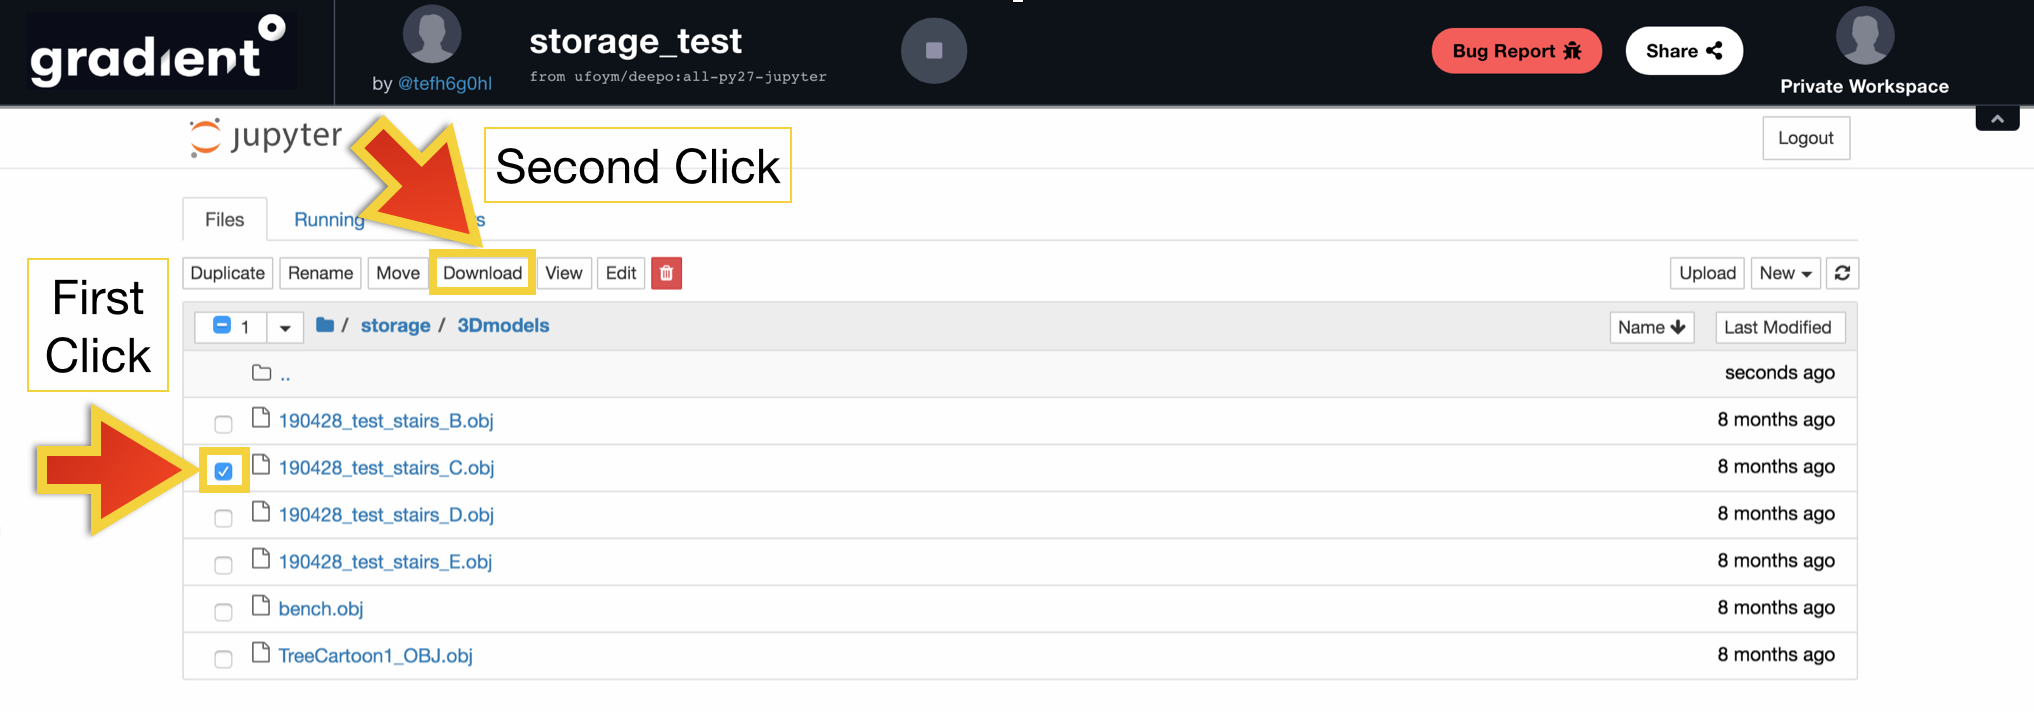 gradient
by @tefh6g0hl
storage_test
from ufoym/deepo:all-py27-jupyter
Bug Report
Share
Private Workspace
jupyter
Second Click
Logout
Files
Running
First
Click
Duplicate
Rename
Move
Download
View
Edit
Upload
New
1
/ storage / 3Dmodels
Name
Last Modified
..
seconds ago
190428_test_stairs_B.obj
8 months ago
190428_test_stairs_C.obj
8 months ago
190428_test_stairs_D.obj
8 months ago
190428_test_stairs_E.obj
8 months ago
bench.obj
8 months ago
TreeCartoon1_OBJ.obj
8 months ago